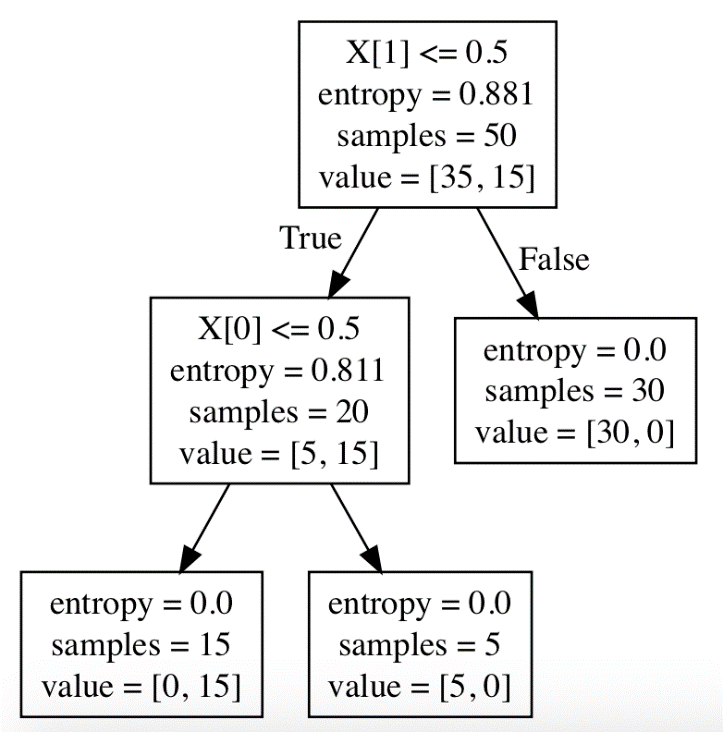 X[1] <= 0.5
entropy = 0.881
samples = 50
value = [35, 15]
True
False
X[0] <= 0.5
entropy = 0.811
samples = 20
value = [5, 15]
entropy = 0.0
samples = 30
value = [30, 0]
entropy = 0.0
samples = 15
value = [0, 15]
entropy = 0.0
samples = 5
value = [5, 0]